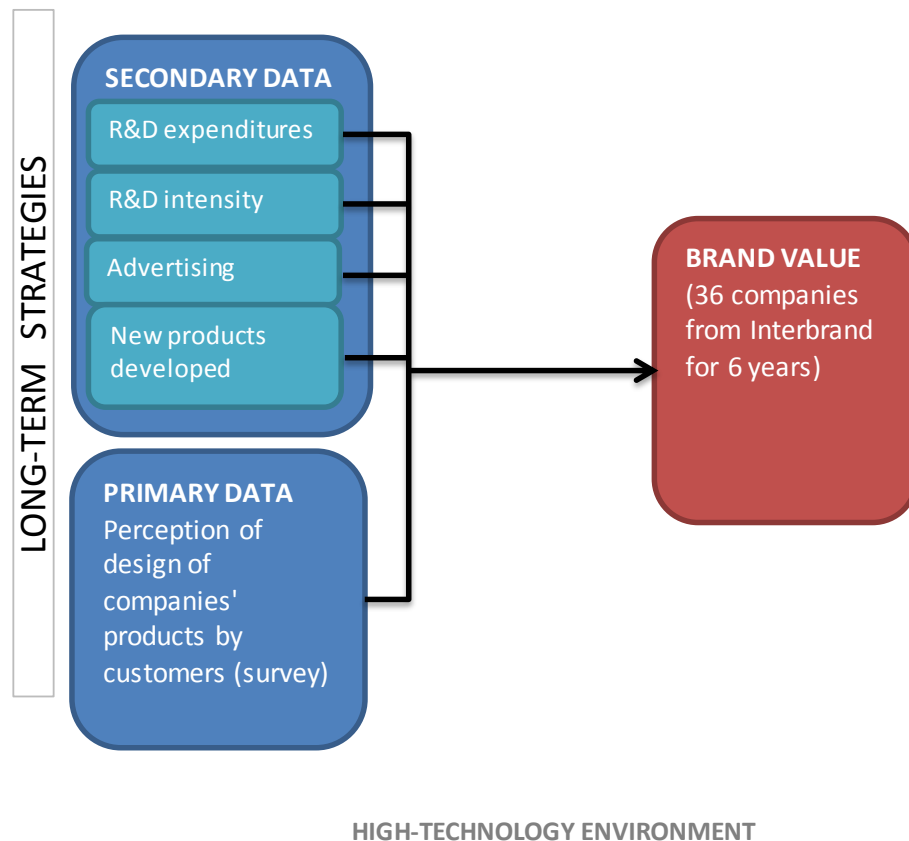 LONG-TERM STRATEGIES
SECONDARY DATA
R&D expenditures
R&D intensity
Advertising
New products
developed
PRIMARY DATA
Perception of
design of
companies'
products by
customers (survey)
BRAND VALUE
(36 companies
from Interbrand
for 6 years)
HIGH-TECHNOLOGY ENVIRONMENT